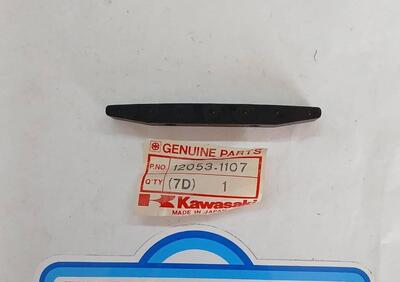 GENUINE PARTS
P.NO. 12053-1107
Q'TY (7D) 1
Kawasaki
MADE IN JAPAN